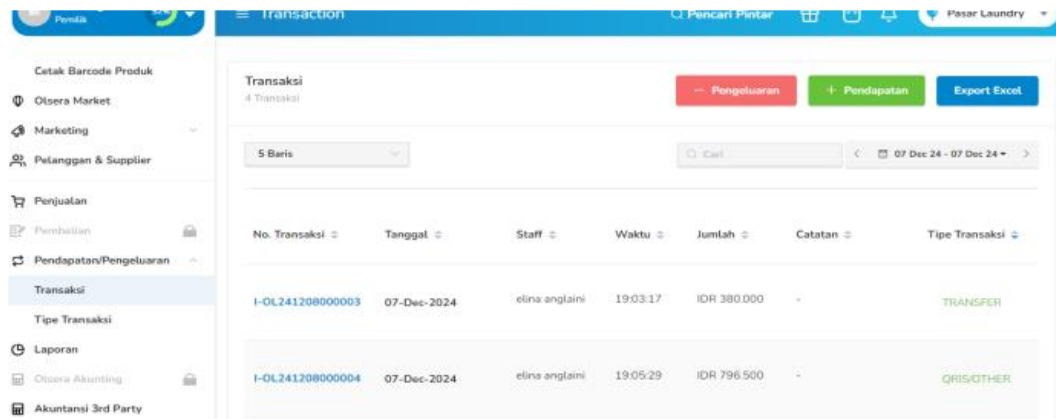 Pemilik
Transaction
Pencari Pintar
Pasar Laundry
Cetak Barcode Produk
Olsera Market
Marketing
Pelanggan & Supplier
Penjualan
Pembelian
Pendapatan/Pengeluaran
Transaksi
Tipe Transaksi
Laporan
Olsera Akunting
Akuntansi 3rd Party
Transaksi
4 Transaksi
— Pengeluaran
+ Pendapatan
Export Excel
5 Baris
Cari
< 07 Dec 24 - 07 Dec 24 >
No. Transaksi Tanggal Staff Waktu Jumlah Catatan Tipe Transaksi
I-OL241208000003 07-Dec-2024 elina anglaini 19:03:17 IDR 380.000 - TRANSFER
I-OL241208000004 07-Dec-2024 elina anglaini 19:05:29 IDR 796.500 - QRIS/OTHER